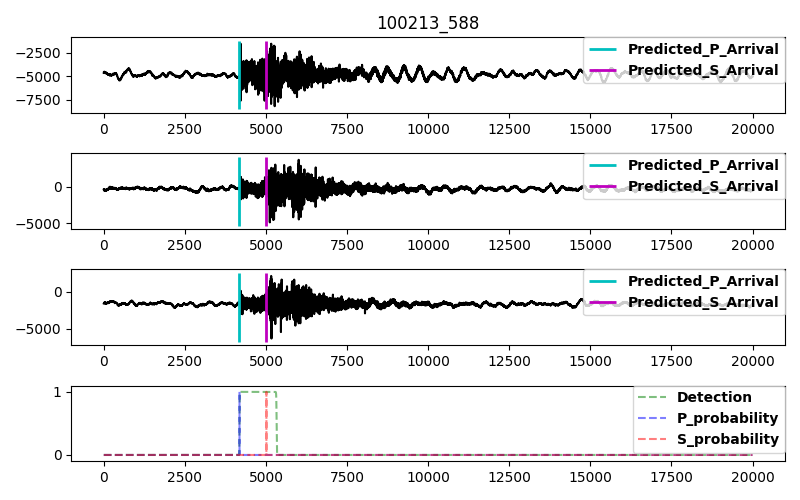 100213_588
−2500
−5000
−7500
Predicted_P_Arrival
Predicted_S_Arrival
0 2500 5000 7500 10000 12500 15000 17500 20000
0
−5000
Predicted_P_Arrival
Predicted_S_Arrival
0 2500 5000 7500 10000 12500 15000 17500 20000
0
−5000
Predicted_P_Arrival
Predicted_S_Arrival
0 2500 5000 7500 10000 12500 15000 17500 20000
1
0
Detection
P_probability
S_probability
0 2500 5000 7500 10000 12500 15000 17500 20000